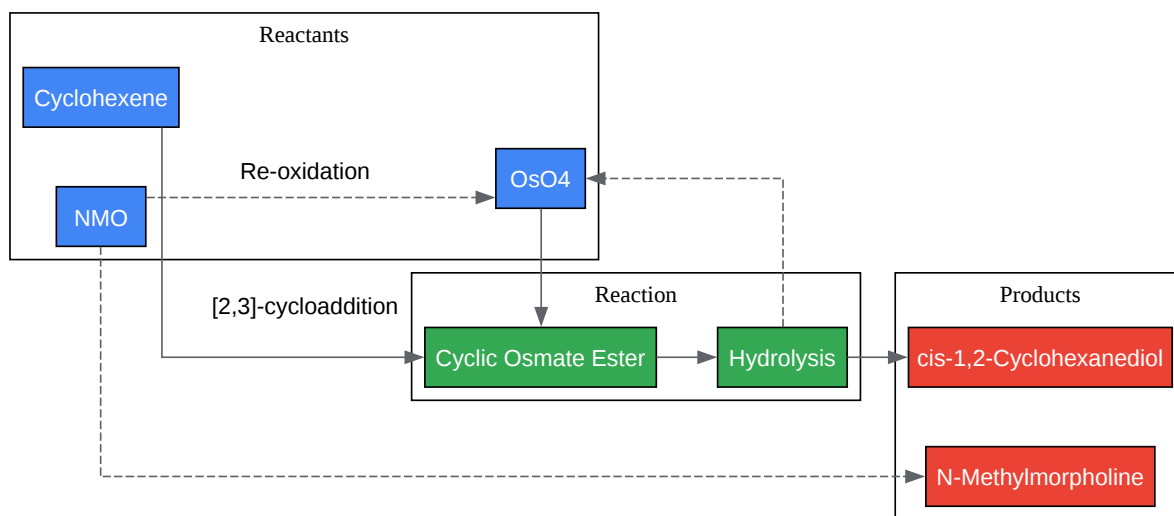 Reactants
Cyclohexene
Re-oxidation
OsO4
NMO
[2,3]-cycloaddition
Reaction
Products
Cyclic Osmate Ester
Hydrolysis
cis-1,2-Cyclohexanediol
N-Methylmorpholine